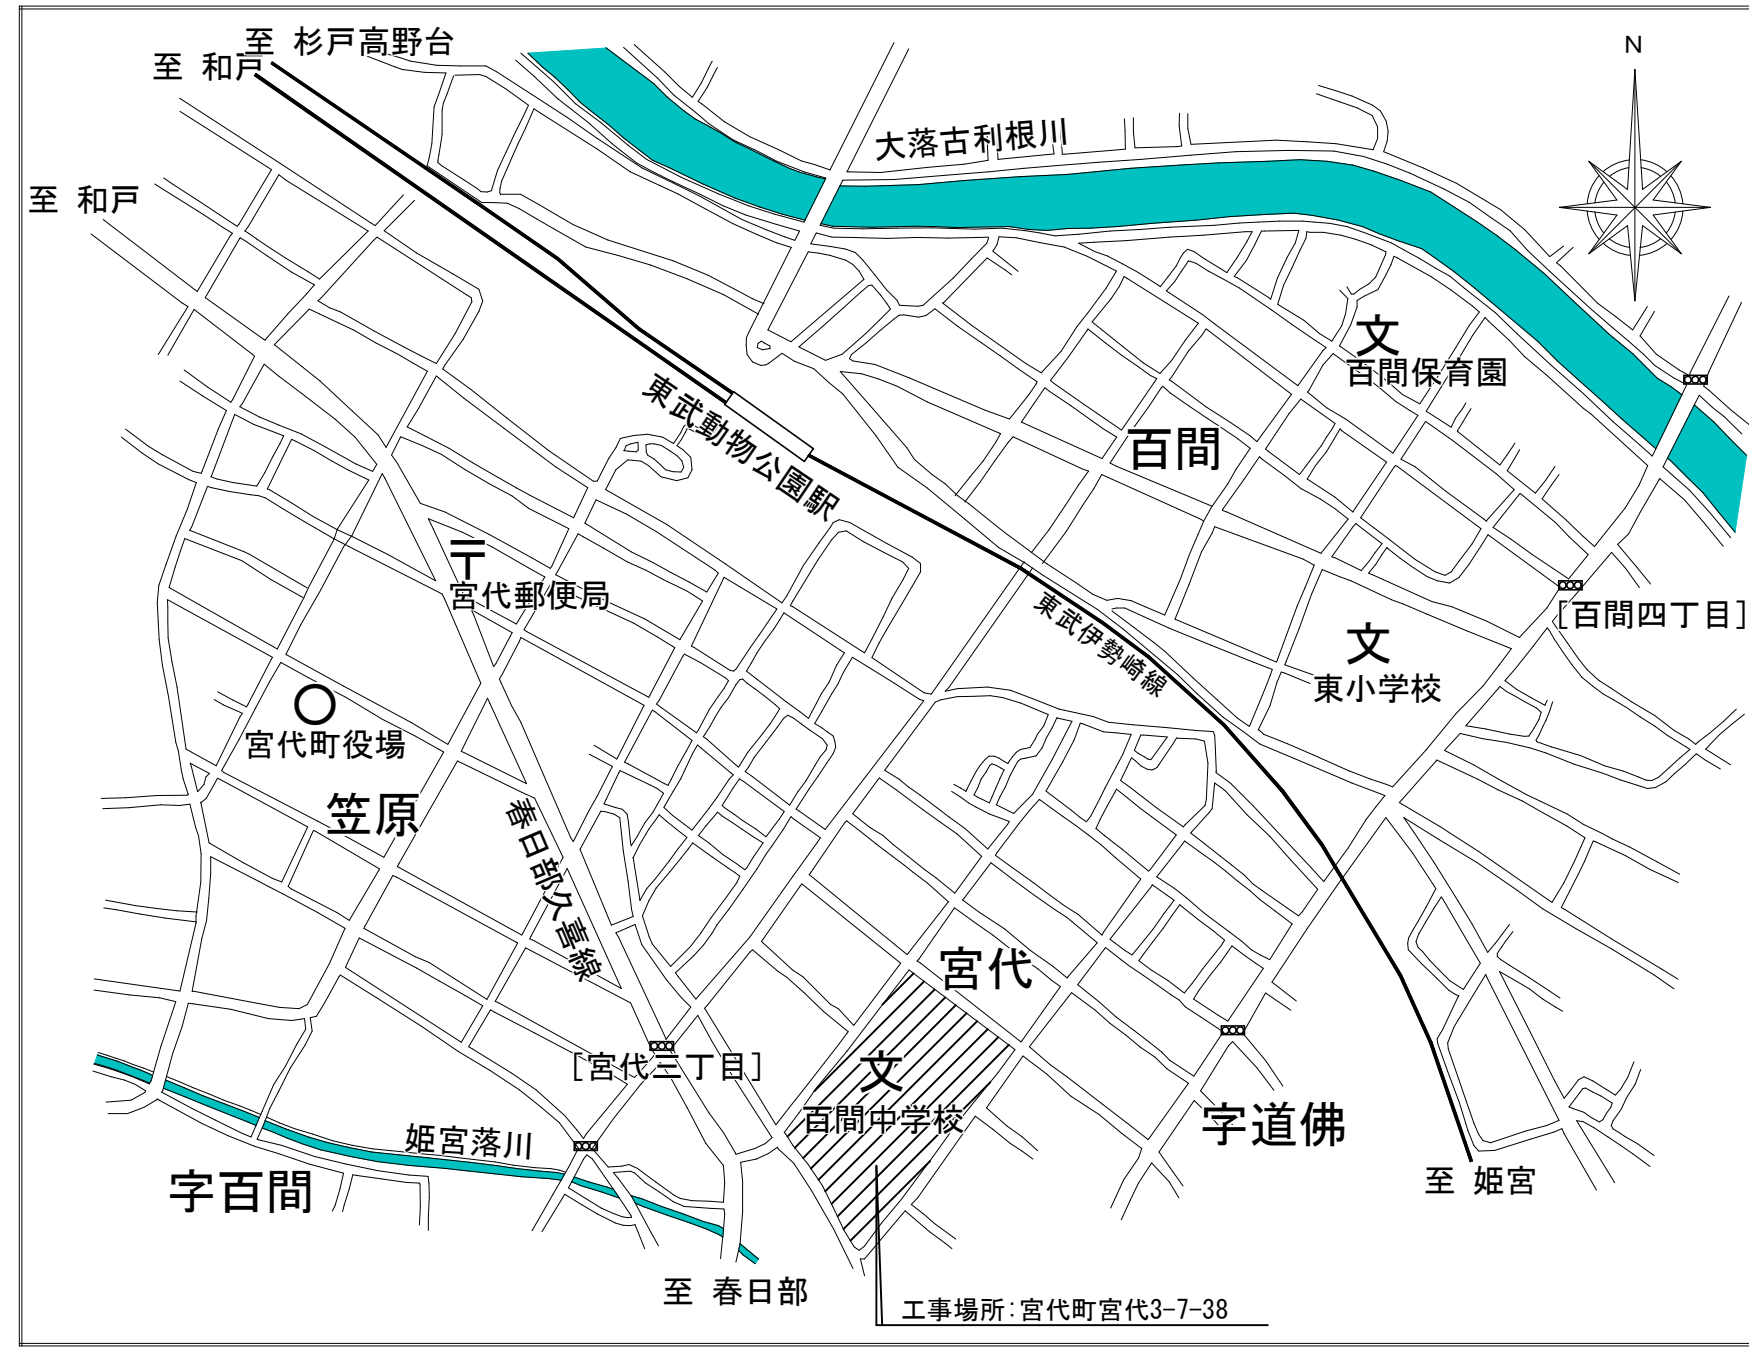 至 杉戸高野台
至 和戸
N
大落古利根川
至 和戸
文
百間保育園
東武動物公園駅
百間
〒
宮代郵便局
東武伊勢崎線
[百間四丁目]
文
東小学校
宮代町役場
笠原
春日部久喜線
宮代
[宮代三丁目]
文
百間中学校
字道佛
姫宮落川
字百間
至 姫宮
至 春日部
工事場所:宮代町宮代3-7-38